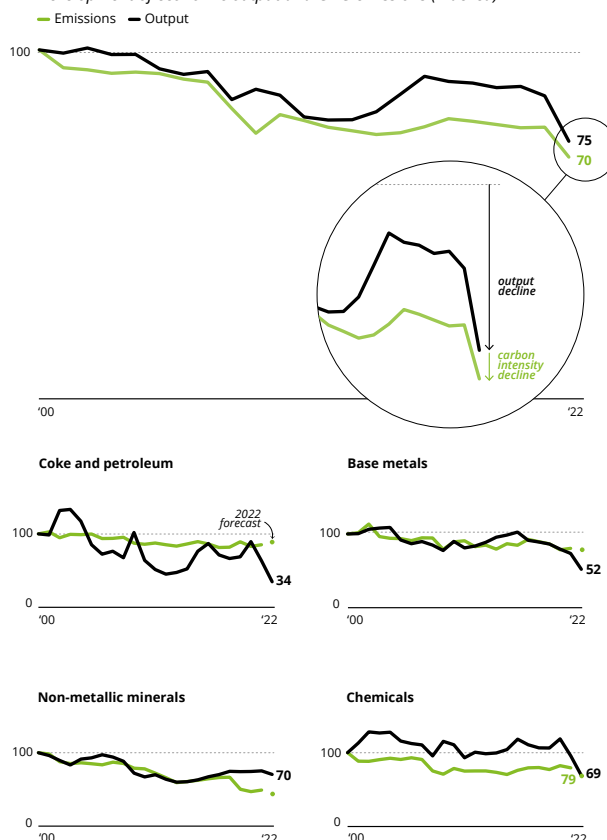 Emissions Output
100
75
70
output
decline
carbon
intensity
decline
‘00 ‘22
Coke and petroleum
2022
forecast
100
34
0
‘00 ‘22
Base metals
100
52
0
‘00 ‘22
Non-metallic minerals
100
70
0
‘00 ‘22
Chemicals
100
79 69
0
‘00 ‘22